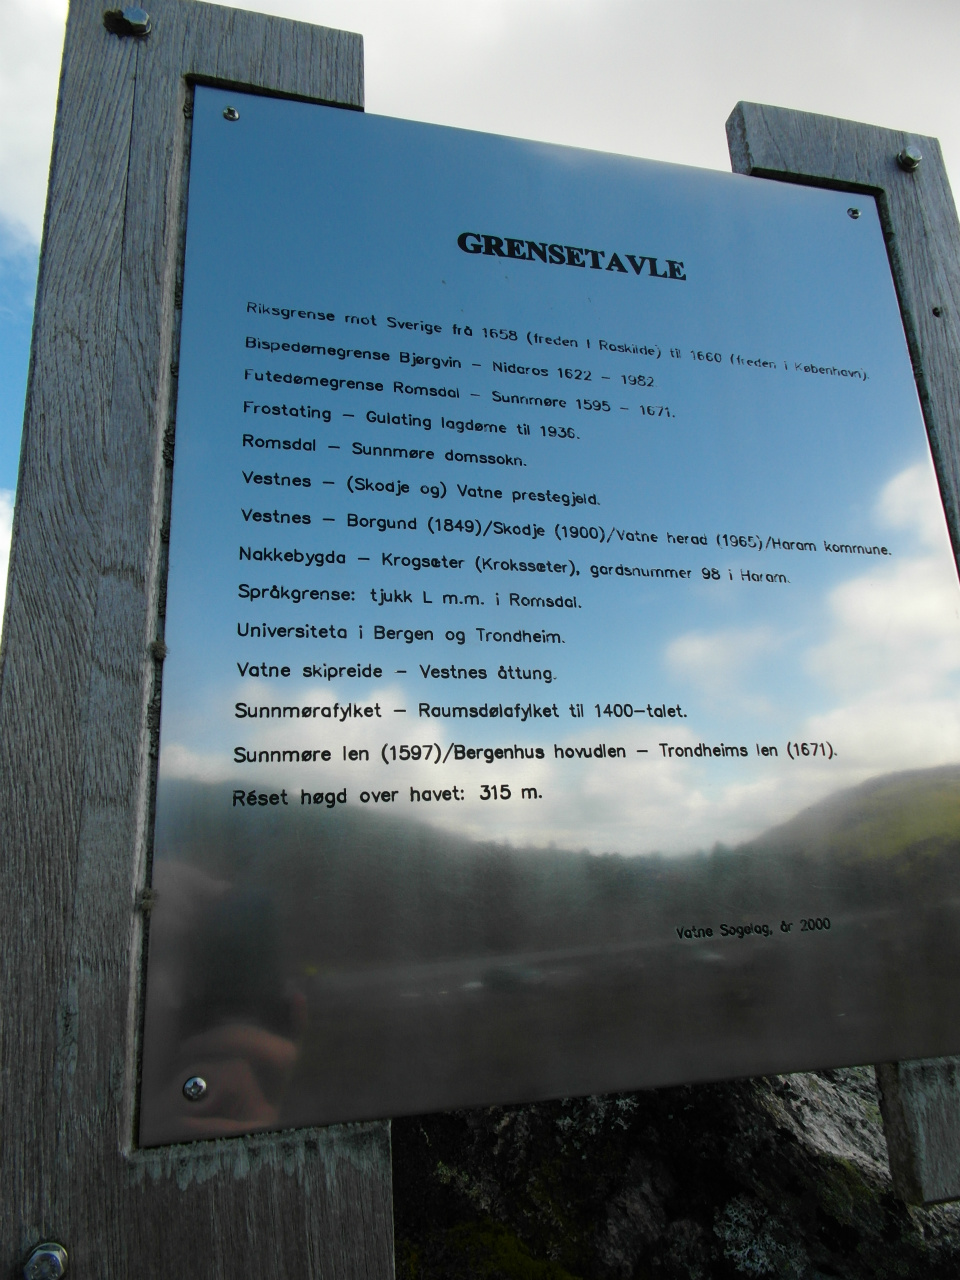 GRENSETAVLE
Riksgrense mot Sverige frå 1658 (freden i Roskilde) til 1660 (freden i København).
Bispedømegrense Bjørgvin – Nidaros 1622 – 1982
Futedømegrense Romsdal – Sunnmøre 1595 – 1671.
Frostating – Gulating lagdøme til 1936.
Romsdal – Sunnmøre domssokn.
Vestnes – (Skodje og) Vatne prestegjeld.
Vestnes – Borgund (1849)/Skodje (1900)/Vatne herad (1965)/Haram kommune.
Nakkebygda – Krogsæter (Krokssæter), gardsnummer 98 i Haram.
Språkgrense: tjukk L m.m. i Romsdal.
Universiteta i Bergen og Trondheim.
Vatne skipreide – Vestnes åttung.
Sunnmørafylket – Raumsdølafylket til 1400–talet.
Sunnmøre len (1597)/Bergenhus hovudlen – Trondheims len (1671).
Réset høgd over havet: 315 m.
Vatne Sogelag, år 2000